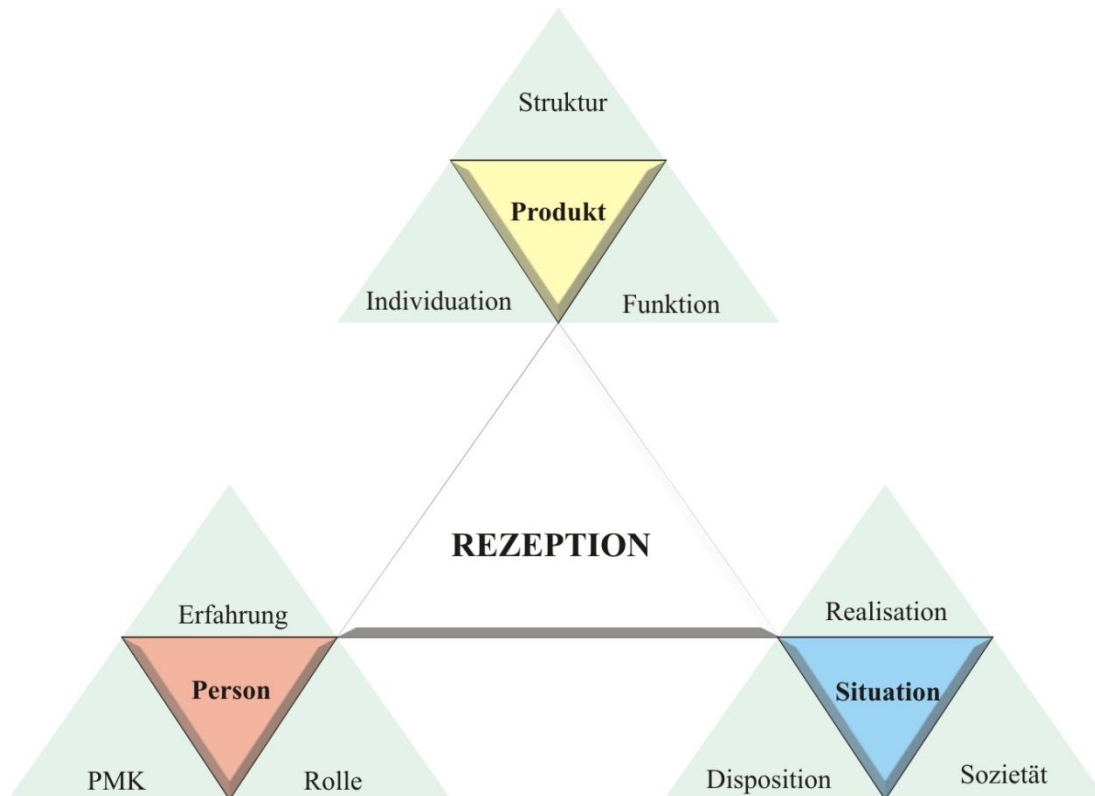 Struktur
Produkt
Individuation
Funktion
REZEPTION
Erfahrung
Person
PMK
Rolle
Realisation
Situation
Disposition
Sozietät